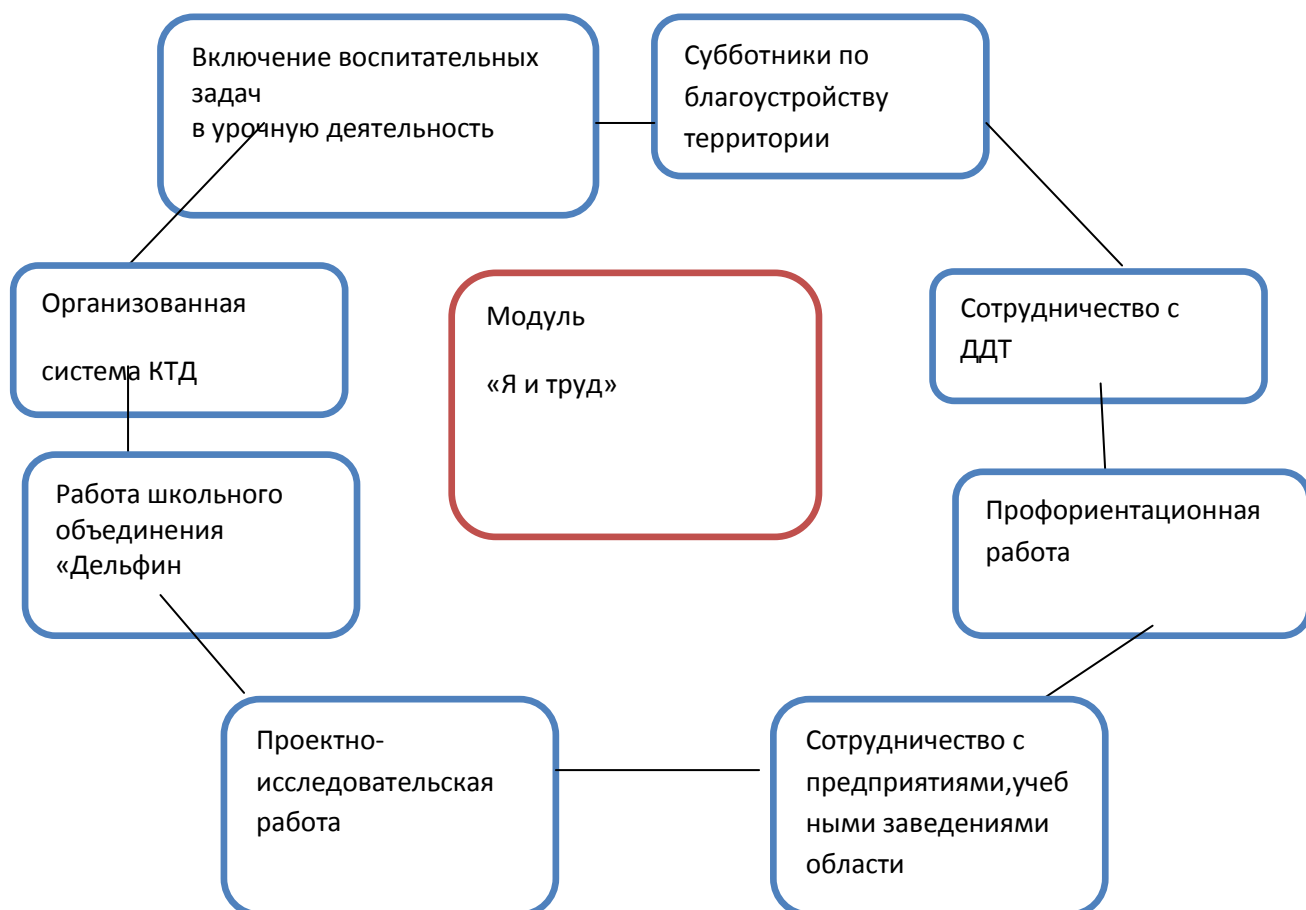 Включение воспитательных
задач
в урочную деятельность
Субботники по
благоустройству
территории
Организованная
система КТД
Модуль
«Я и труд»
Сотрудничество с
ДДТ
Работа школьного
объединения
«Дельфин
Профориентационная
работа
Проектно-
исследовательская
работа
Сотрудничество с
предприятиями,учеб
ными заведениями
области